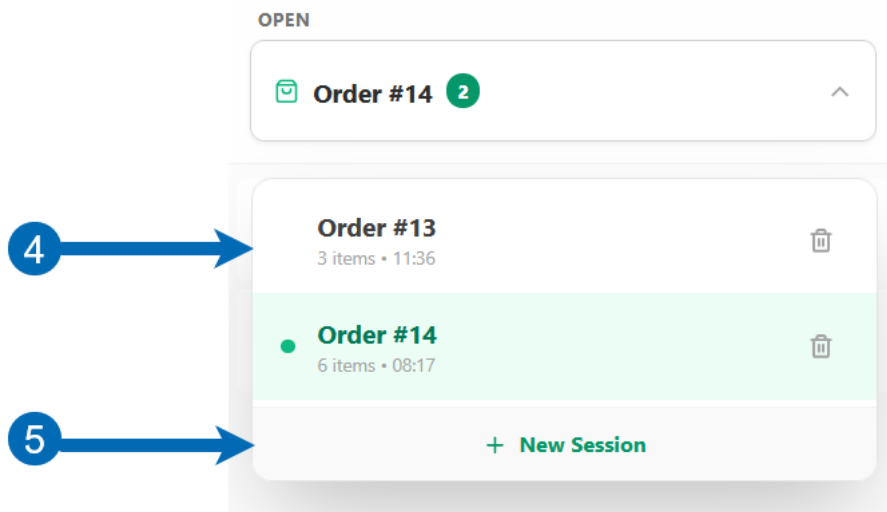 OPEN
Order #14 2
4
Order #13
3 items • 11:36
Order #14
6 items • 08:17
5
+ New Session